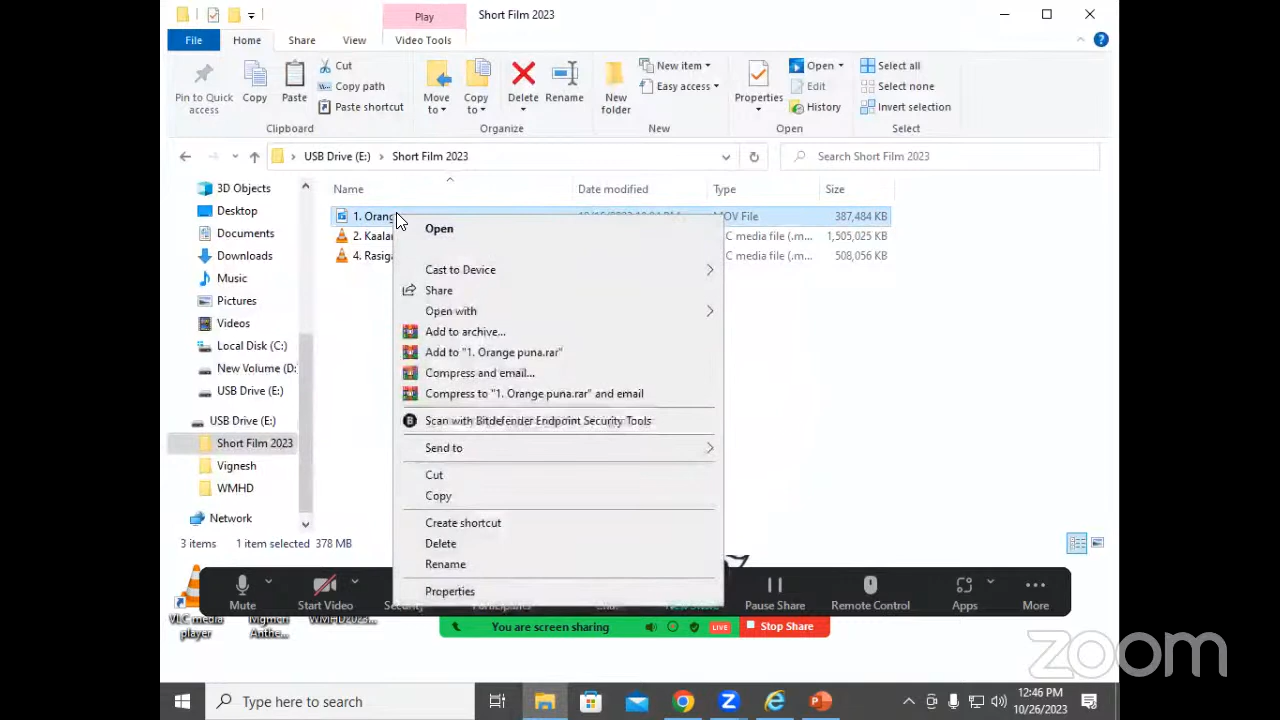 Play
Short Film 2023
File
Home
Share
View
Video Tools
Pin to Quick access
Copy
Paste
Cut
Copy path
Paste shortcut
Clipboard
Move to
Copy to
Delete
Rename
Organize
New folder
New item
Easy access
New
Properties
Open
Edit
History
Open
Select all
Select none
Invert selection
Select
USB Drive (E:) > Short Film 2023
Search Short Film 2023
Name
Date modified
Type
Size
3D Objects
Desktop
Documents
Downloads
Music
Pictures
Videos
Local Disk (C:)
New Volume (D:
USB Drive (E:)
USB Drive (E:)
Short Film 2023
Vignesh
WMHD
Network
1. Orang
MOV File
387,484 KB
2. Kaalar
C media file (.m...
1,505,025 KB
4. Rasiga
C media file (.m...
508,056 KB
Open
Cast to Device
Share
Open with
Add to archive...
Add to "1. Orange puna.rar"
Compress and email...
Compress to "1. Orange puna.rar" and email
Scan with Bitdefender Endpoint Security Tools
Send to
Cut
Copy
Create shortcut
Delete
Rename
Properties
3 items
1 item selected 378 MB
Mute
Start Video
Pause Share
Remote Control
Apps
More
You are screen sharing
LIVE
Stop Share
VLC media player
Anthe...
WMHD2023...
zoom
Type here to search
12:46 PM
10/26/2023